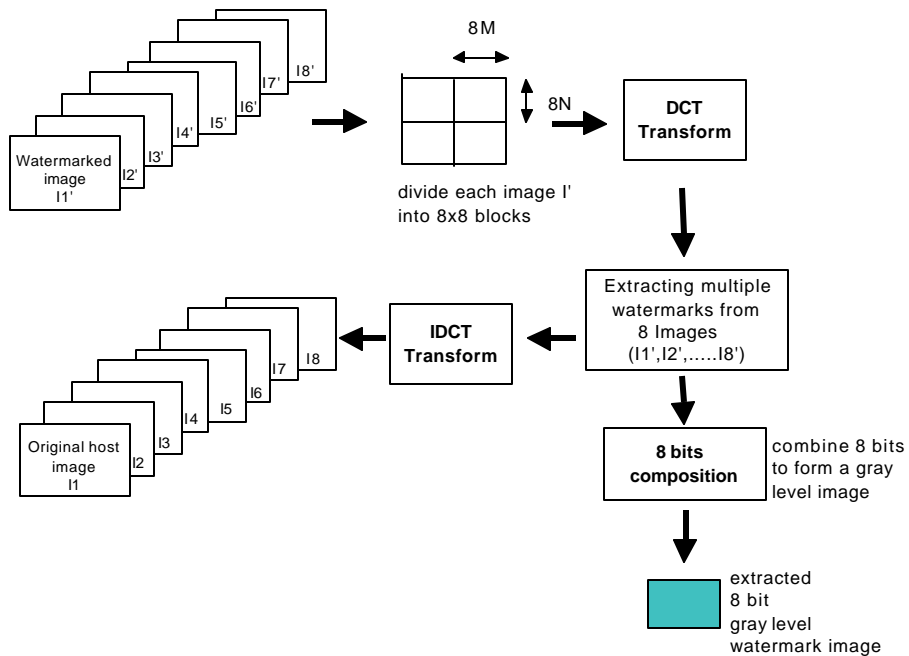 8M
8N
Watermarked
image
I1'
I2'
I3'
I4'
I5'
I6'
I7'
I8'
divide each image I'
into 8x8 blocks
DCT
Transform
Extracting multiple
watermarks from
8 Images
(I1',I2',.....I8')
IDCT
Transform
Original host
image
I1
I2
I3
I4
I5
I6
I7
I8
8 bits
composition
combine 8 bits
to form a gray
level image
extracted
8 bit
gray level
watermark image